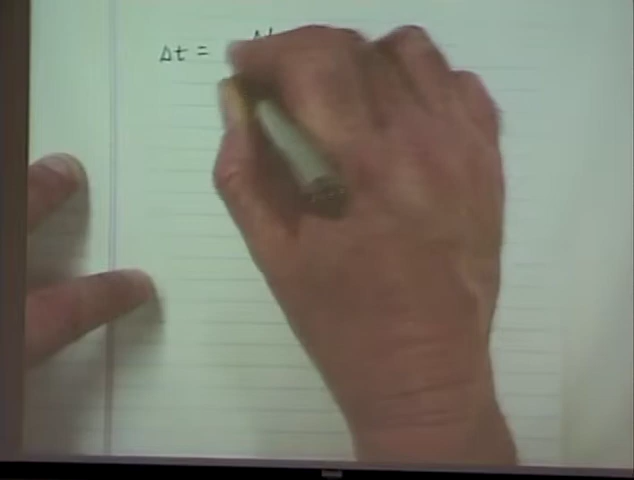 Δt =